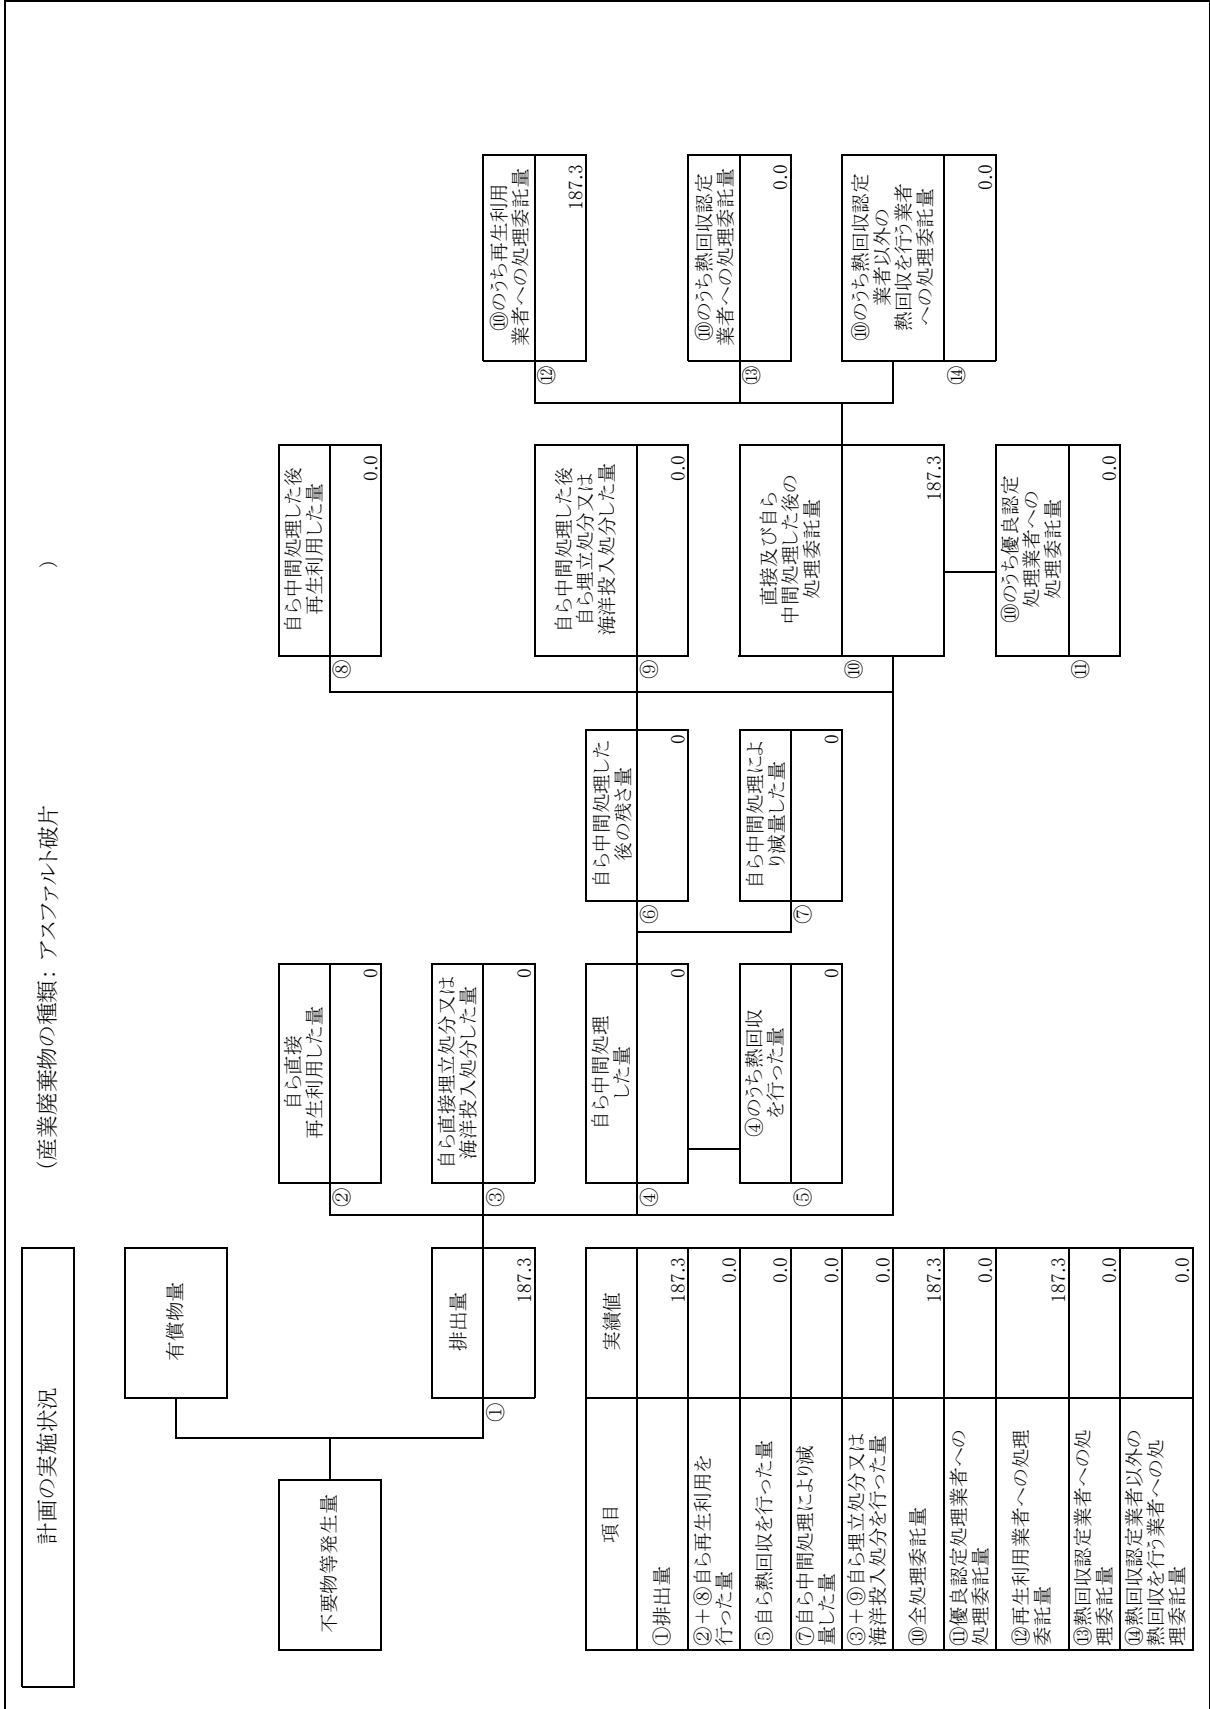 計画の実施状況
(産業廃棄物の種類：アスファルト破片　　　　　　　　)
不要物等発生量
有償物量
排出量
①
187.3
自ら直接
再生利用した量
②
0
自ら直接埋立処分又は
海洋投入処分した量
③
0
自ら中間処理
した量
④
0
④のうち熱回収
を行った量
⑤
0
自ら中間処理した
後の残さ量
⑥
0
自ら中間処理によ
り減量した量
⑦
0
自ら中間処理した後
再生利用した量
⑧
0.0
自ら中間処理した後
自ら埋立処分又は
海洋投入処分した量
⑨
0.0
直接及び自ら
中間処理した後の
処理委託量
⑩
187.3
⑩のうち優良認定
処理業者への
処理委託量
⑪
0.0
⑩のうち再生利用
業者への処理委託量
⑫
187.3
⑩のうち熱回収認定
業者への処理委託量
⑬
0.0
⑩のうち熱回収認定
業者以外の
熱回収を行う業者
への処理委託量
⑭
0.0
項目
実績値
①排出量
187.3
②＋⑧自ら再生利用を
行った量
0.0
⑤自ら熱回収を行った量
0.0
⑦自ら中間処理により減
量した量
0.0
③＋⑨自ら埋立処分又は
海洋投入処分を行った量
0.0
⑩全処理委託量
187.3
⑪優良認定処理業者への
処理委託量
0.0
⑫再生利用業者への処理
委託量
187.3
⑬熱回収認定業者への処
理委託量
0.0
⑭熱回収認定業者以外の
熱回収を行う業者への処
理委託量
0.0